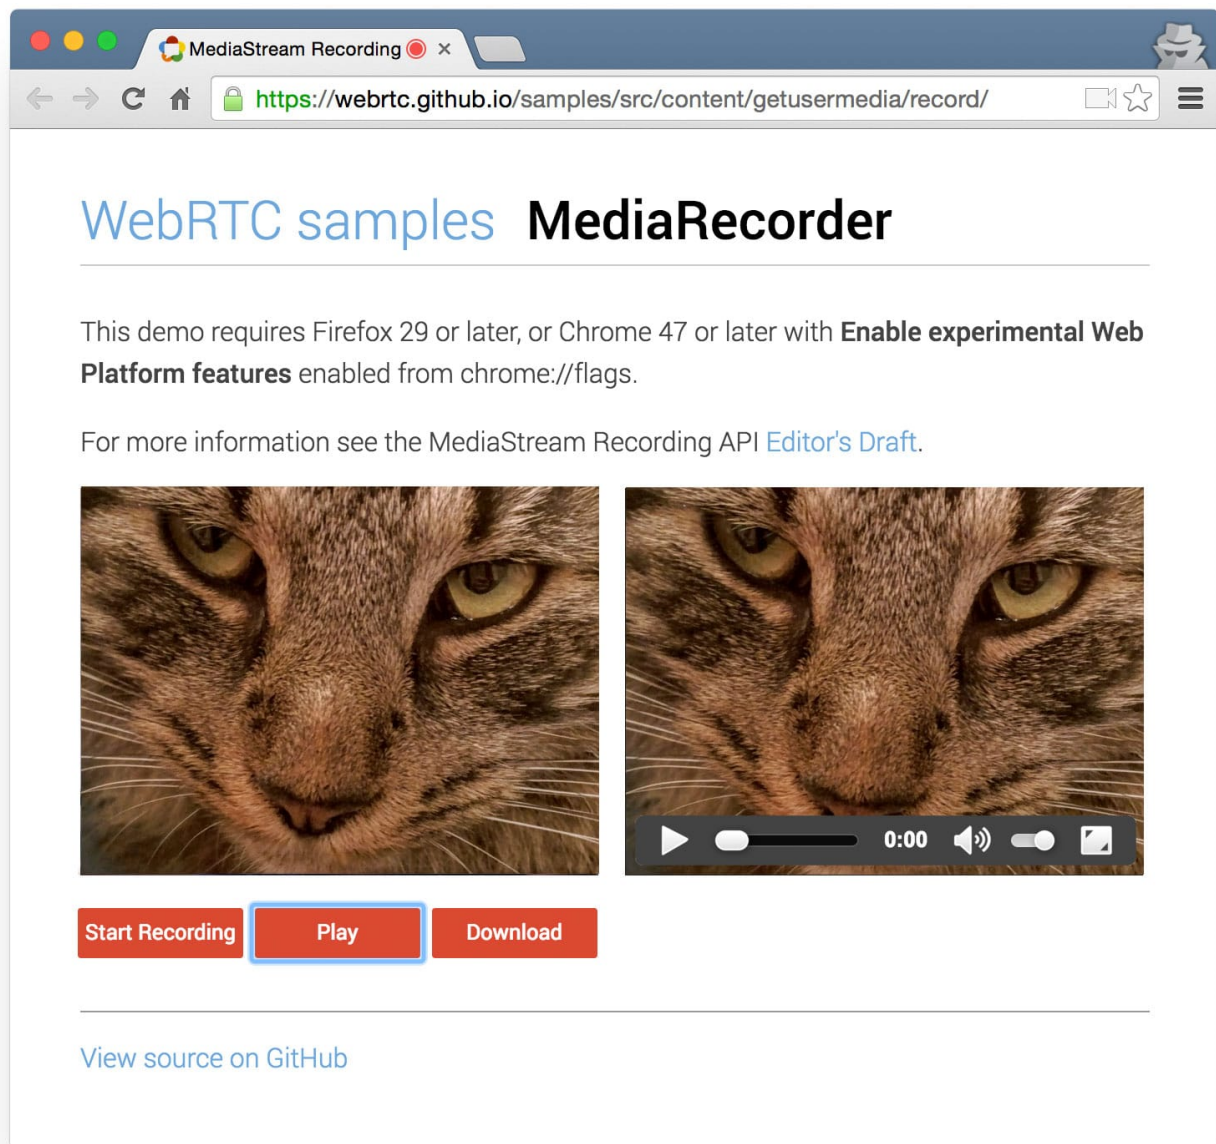 MediaStream Recording
https://webrtc.github.io/samples/src/content/getusermedia/record/
WebRTC samples MediaRecorder
This demo requires Firefox 29 or later, or Chrome 47 or later with Enable experimental Web
Platform features enabled from chrome://flags.
For more information see the MediaStream Recording API Editor's Draft.
0:00
Start Recording Play Download
View source on GitHub